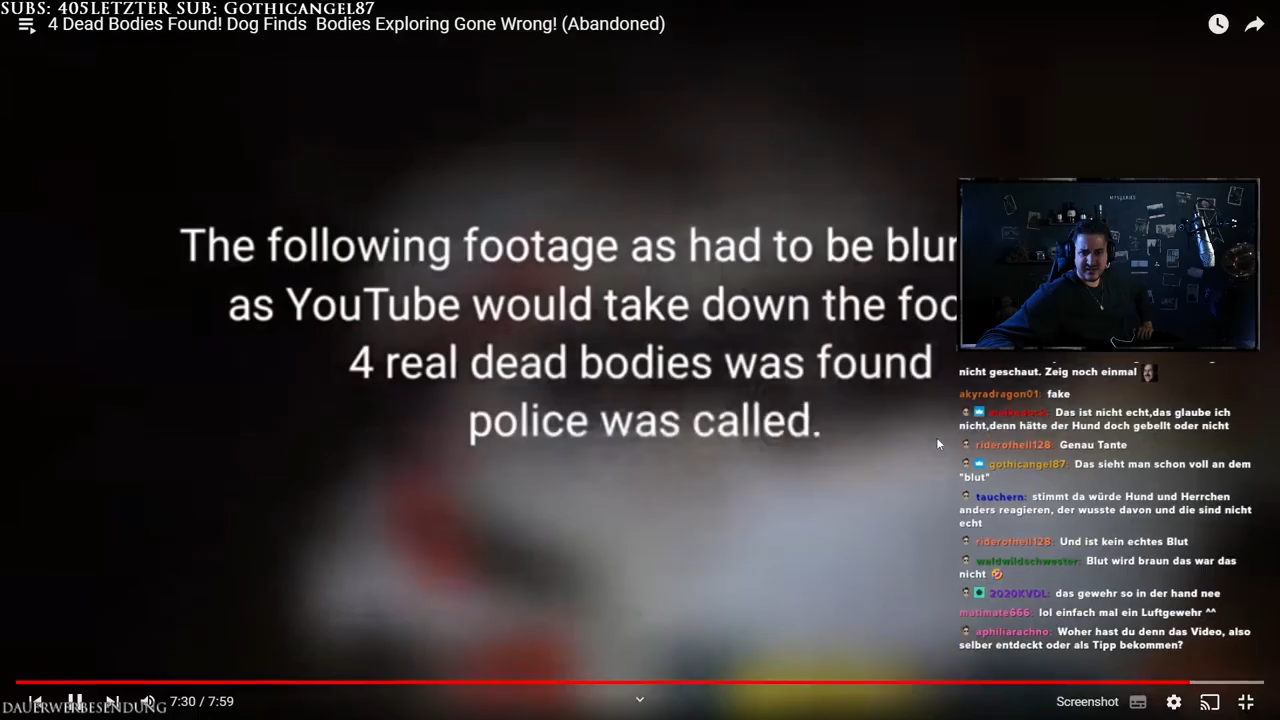 SUBS: 405LETZTER SUB: GOTHICANGEL87
4 Dead Bodies Found! Dog Finds Bodies Exploring Gone Wrong! (Abandoned)
The following footage as had to be blur
as YouTube would take down the foo
4 real dead bodies was found
police was called.
MYSTERIES
nicht geschaut. Zeig noch einmal
akyradragon01: fake
Das ist nicht echt,das glaube ich
nicht,denn hätte der Hund doch gebellt oder nicht
riderofhell128: Genau Tante
gothicangel87: Das sieht man schon voll an dem
"blut"
tauchern: stimmt da würde Hund und Herrchen
anders reagieren, der wusste davon und die sind nicht
echt
riderofhell128: Und ist kein echtes Blut
waldwildschwester: Blut wird braun das war das
nicht 🤣
2020KVDL: das gewehr so in der hand nee
matimate666: lol einfach mal ein Luftgewehr ^^
aphiliarachno: Woher hast du denn das Video, also
selber entdeckt oder als Tipp bekommen?
7:30 / 7:59
Screenshot
DAUERWERBESENDUNG